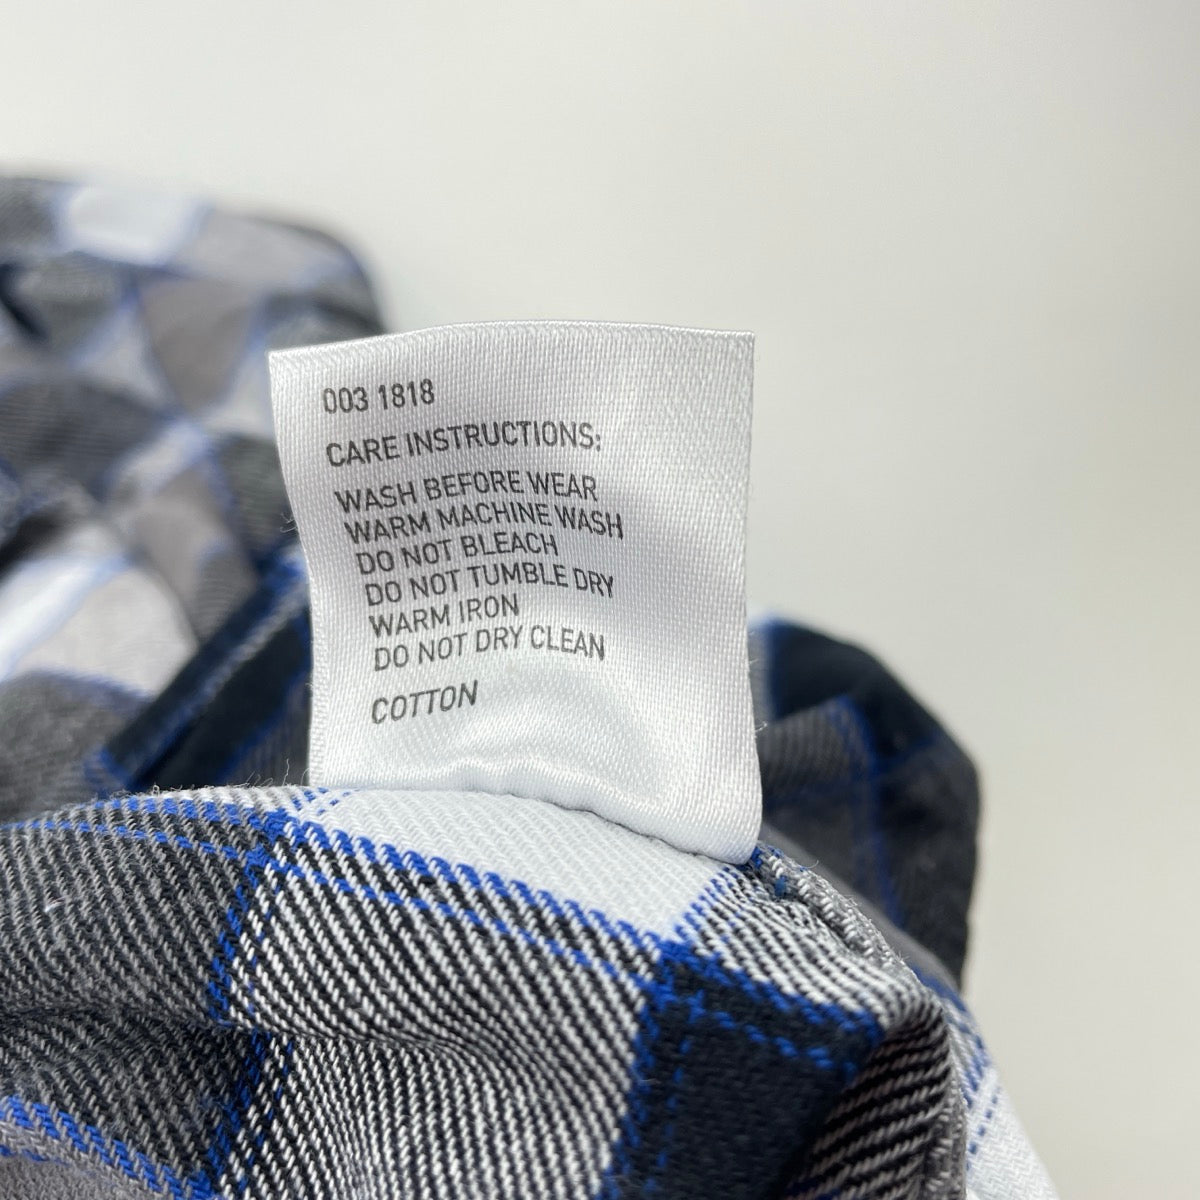 003 1818
CARE INSTRUCTIONS:
WASH BEFORE WEAR
WARM MACHINE WASH
DO NOT BLEACH
DO NOT TUMBLE DRY
WARM IRON
DO NOT DRY CLEAN
COTTON